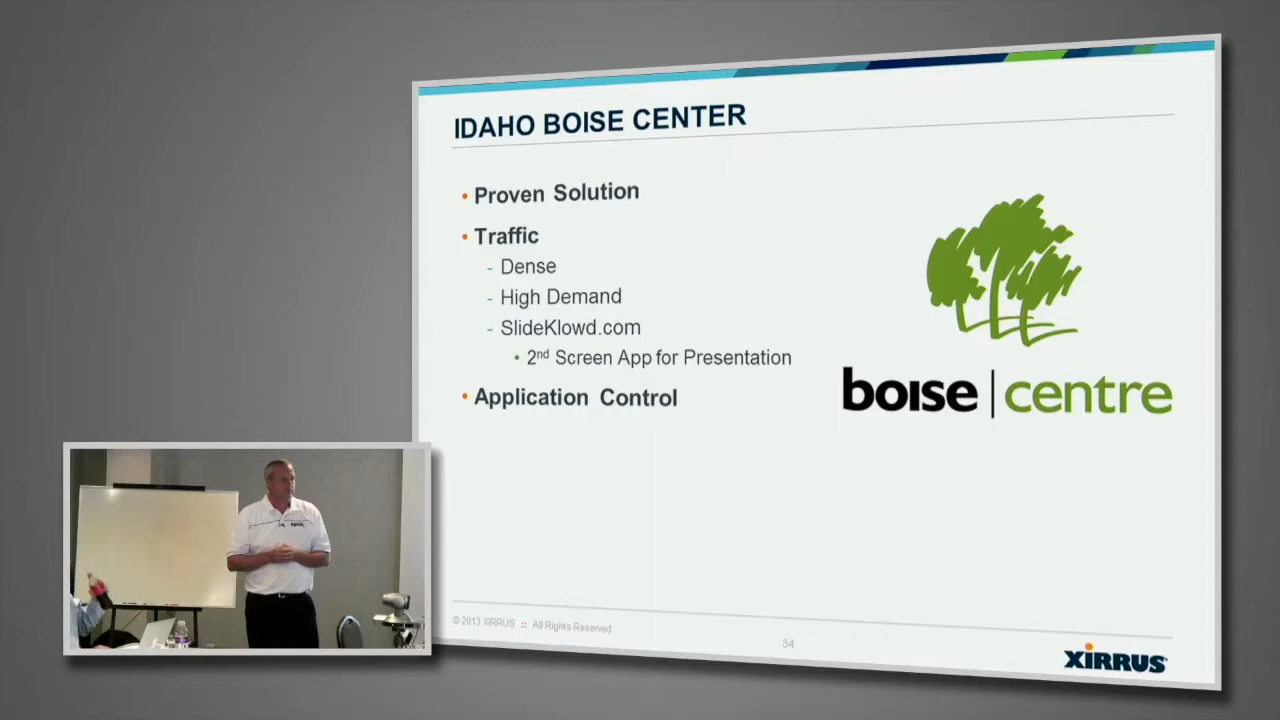 IDAHO BOISE CENTER
• Proven Solution
• Traffic
- Dense
- High Demand
- SlideKlowd.com
• 2nd Screen App for Presentation
• Application Control
boise | centre
© 2013 XIRRUS :: All Rights Reserved
34
XIRRUS